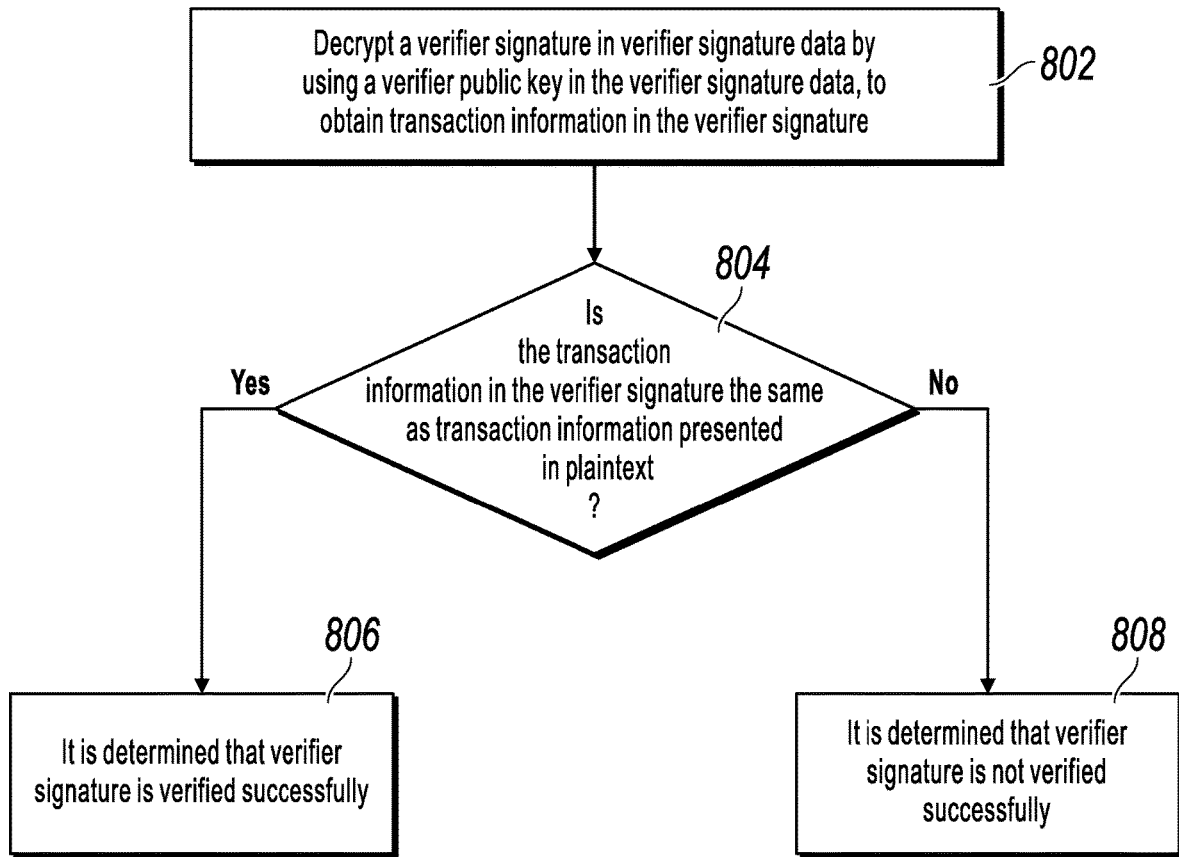 Decrypt a verifier signature in verifier signature data by
using a verifier public key in the verifier signature data, to
obtain transaction information in the verifier signature
802
804
Is
the transaction
information in the verifier signature the same
as transaction information presented
in plaintext
?
Yes
No
806
It is determined that verifier
signature is verified successfully
808
It is determined that verifier
signature is not verified
successfully